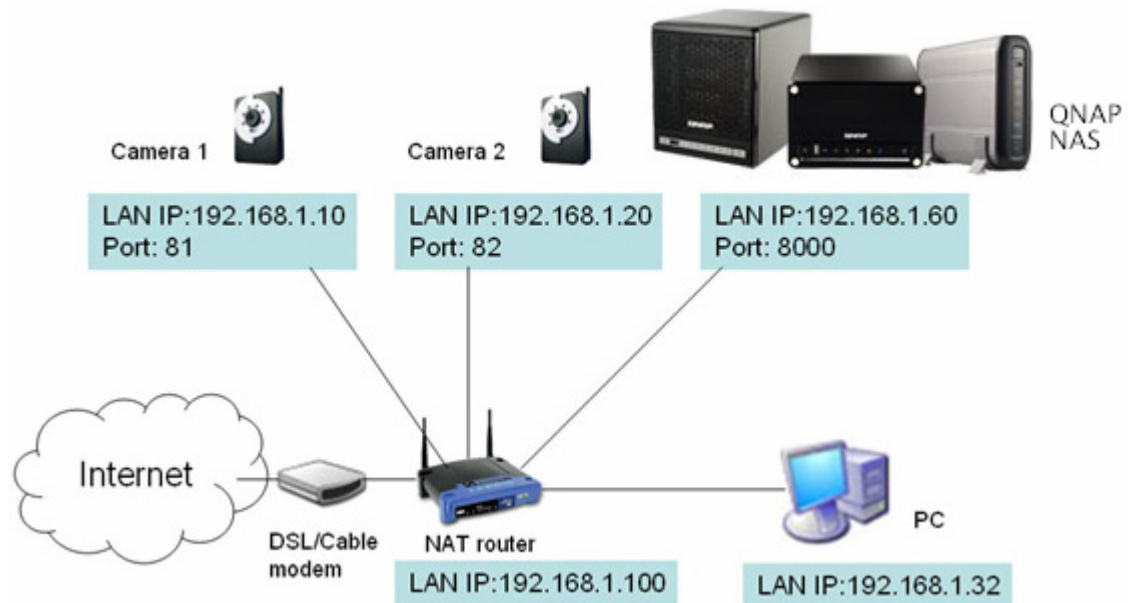 QNAP
NAS
Camera 1
Camera 2
QNAP
LAN IP:192.168.1.10
Port: 81
LAN IP:192.168.1.20
Port: 82
LAN IP:192.168.1.60
Port: 8000
Internet
DSL/Cable
modem
NAT router
LAN IP:192.168.1.100
PC
LAN IP:192.168.1.32